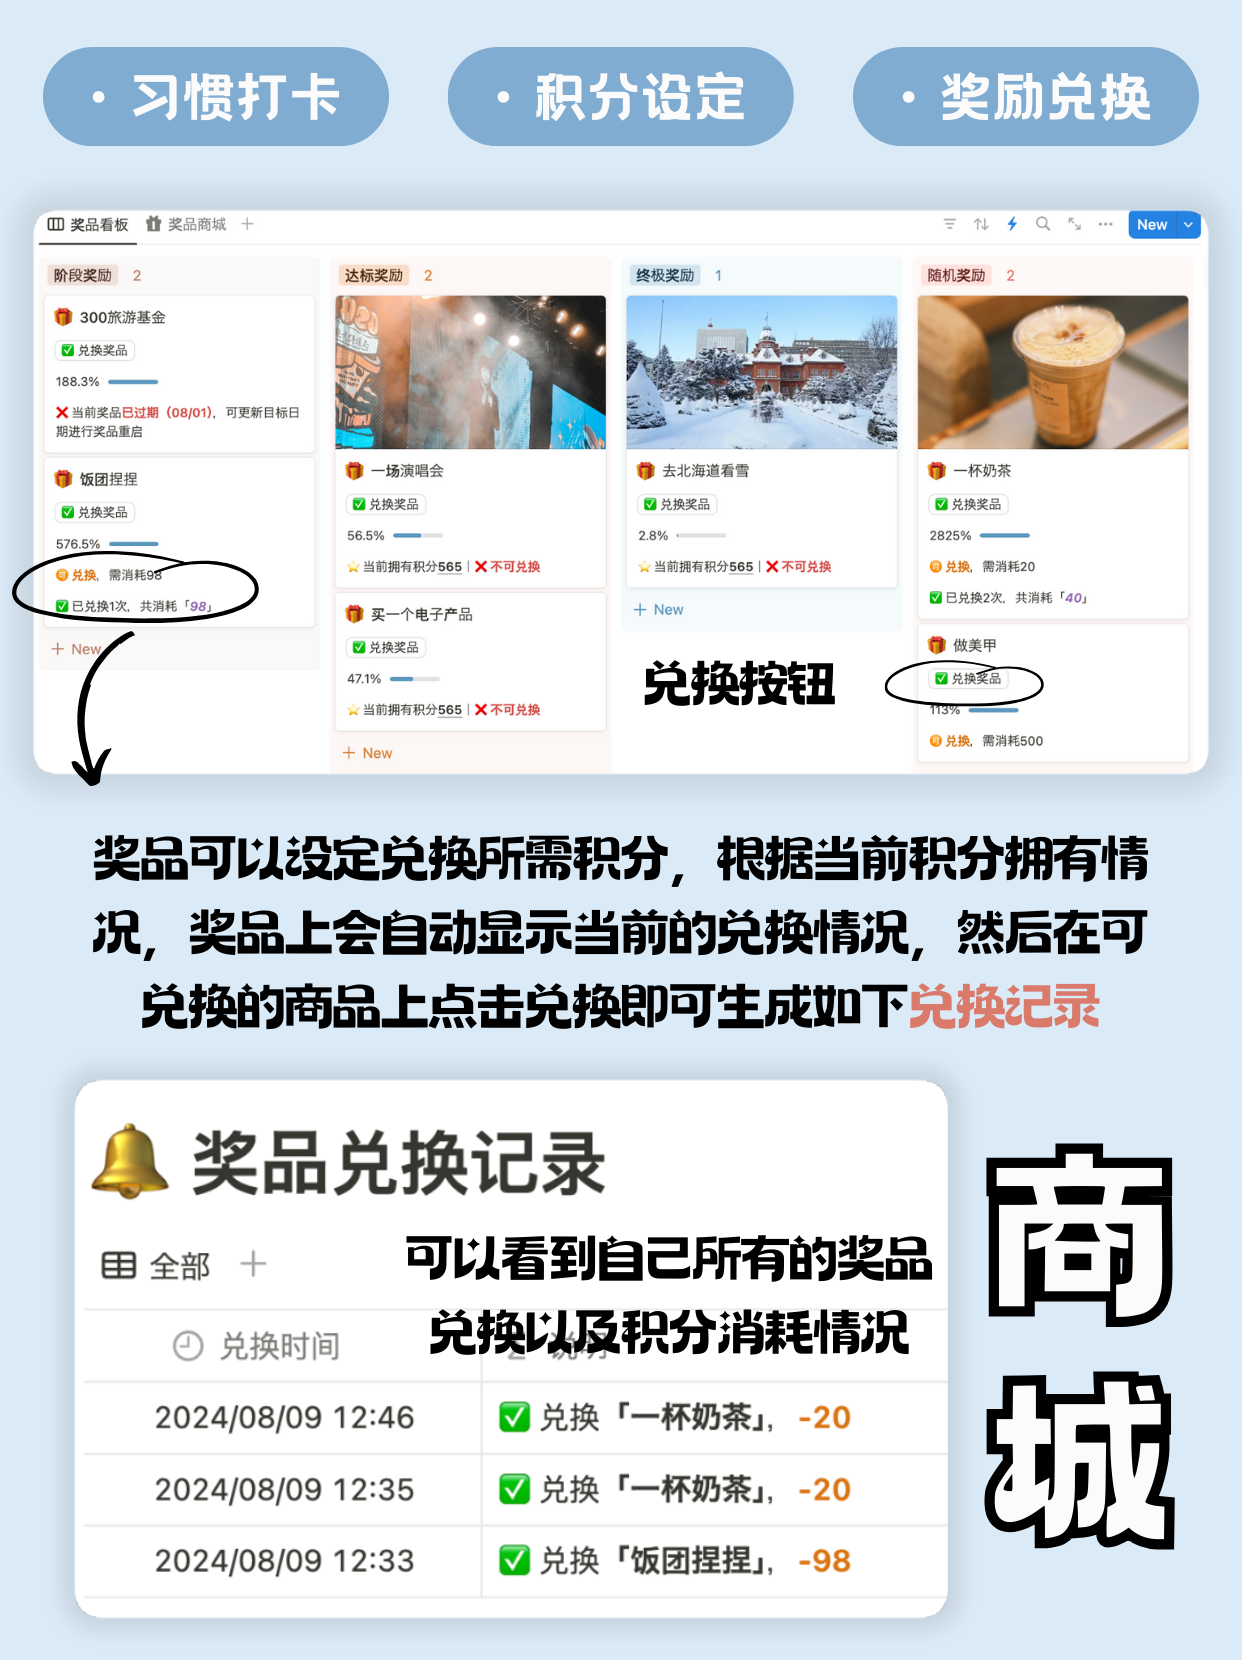 • 习惯打卡
• 积分设定
• 奖励兑换
奖品看板 奖品商城 +
New
阶段奖励 2
300旅游基金
兑换奖品
188.3%
❌ 当前奖品已过期（08/01），可更新目标日
期进行奖品重启
饭团捏捏
✅ 兑换奖品
576.5%
可 兑换，需消耗98
✅ 已兑换1次，共消耗「98」
+ New
达标奖励 2
一场演唱会
✅ 兑换奖品
56.5%
⭐ 当前拥有积分565 | ❌ 不可兑换
买一个电子产品
✅ 兑换奖品
47.1%
⭐ 当前拥有积分565 | ❌ 不可兑换
+ New
终极奖励 1
去北海道看雪
✅ 兑换奖品
2.8%
⭐ 当前拥有积分565 | ❌ 不可兑换
+ New
兑换按钮
随机奖励 2
一杯奶茶
✅ 兑换奖品
2825%
可 兑换，需消耗20
✅ 已兑换2次，共消耗「40」
做美甲
✅ 兑换奖品
113%
可 兑换，需消耗500
奖品可以设定兑换所需积分，根据当前积分拥有情
况，奖品上会自动显示当前的兑换情况，然后在可
兑换的商品上点击兑换即可生成如下兑换记录
奖品兑换记录
全部 +
可以看到自己所有的奖品
兑换以及积分消耗情况
兑换时间 说明
2024/08/09 12:46 ✅ 兑换「一杯奶茶」，-20
2024/08/09 12:35 ✅ 兑换「一杯奶茶」，-20
2024/08/09 12:33 ✅ 兑换「饭团捏捏」，-98
商
城